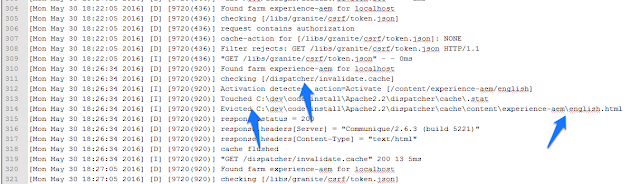 304 [Mon May 30 18:22:05 2016] [D] [9720(436)] Found farm experience-aem for localhost
305 [Mon May 30 18:22:05 2016] [D] [9720(436)] checking [/libs/granite/csrf/token.json]
306 [Mon May 30 18:22:05 2016] [D] [9720(436)] request contains authorization
307 [Mon May 30 18:22:05 2016] [D] [9720(436)] cache-action for [/libs/granite/csrf/token.json]: NONE
308 [Mon May 30 18:22:05 2016] [D] [9720(436)] Filter rejects: GET /libs/granite/csrf/token.json HTTP/1.1
309 [Mon May 30 18:22:05 2016] [I] [9720(436)] "GET /libs/granite/csrf/token.json" - - 0ms
310 [Mon May 30 18:26:34 2016] [D] [9720(920)] Found farm experience-aem for localhost
311 [Mon May 30 18:26:34 2016] [D] [9720(920)] checking [/dispatcher/invalidate.cache]
312 [Mon May 30 18:26:34 2016] [I] [9720(920)] Activation detected: action=Activate [/content/experience-aem/english]
313 [Mon May 30 18:26:34 2016] [I] [9720(920)] Touched C:\dev\code\install\Apache2.2\dispatcher\cache\.stat
314 [Mon May 30 18:26:34 2016] [I] [9720(920)] Evicted C:\dev\code\install\Apache2.2\dispatcher\cache\content\experience-aem\english.html
315 [Mon May 30 18:26:34 2016] [D] [9720(920)] response.status = 200
316 [Mon May 30 18:26:34 2016] [D] [9720(920)] response.headers[Server] = "Communique/2.6.3 (build 5221)"
317 [Mon May 30 18:26:34 2016] [D] [9720(920)] response.headers[Content-Type] = "text/html"
318 [Mon May 30 18:26:34 2016] [D] [9720(920)] cache flushed
319 [Mon May 30 18:26:34 2016] [I] [9720(920)] "GET /dispatcher/invalidate.cache" 200 13 5ms
320 [Mon May 30 18:27:05 2016] [D] [9720(920)] Found farm experience-aem for localhost
321 [Mon May 30 18:27:05 2016] [D] [9720(920)] checking [/libs/granite/csrf/token.json]